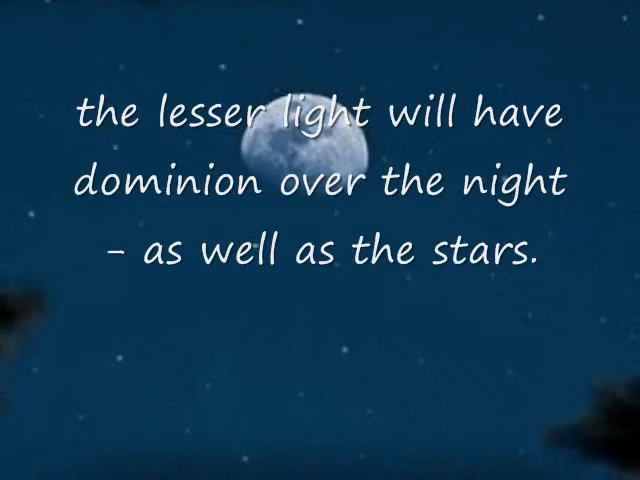 the lesser light will have
dominion over the night
- as well as the stars.